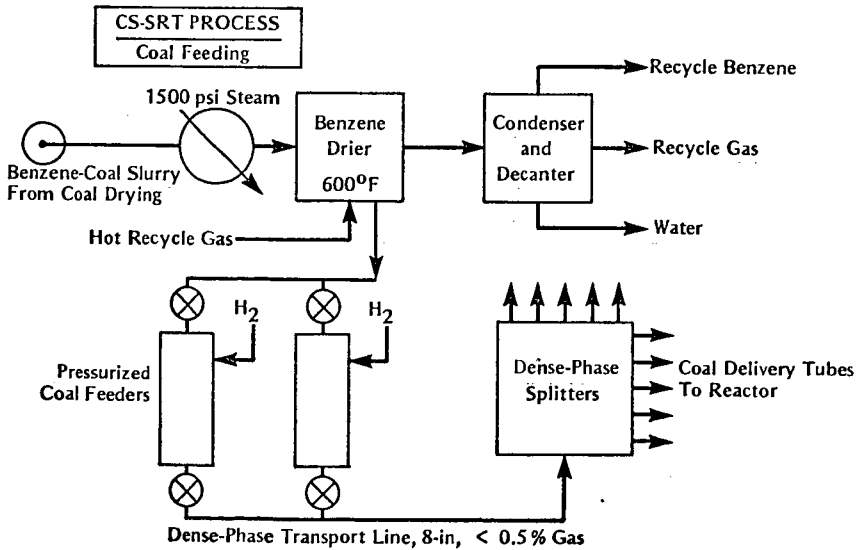 CS-SRT PROCESS
Coal Feeding
1500 psi Steam
Benzene-Coal Slurry
From Coal Drying
Benzene
Drier
600°F
Hot Recycle Gas
Condenser
and
Decanter
Recycle Benzene
Recycle Gas
Water
H2
H2
Pressurized
Coal Feeders
Dense-Phase
Splitters
Coal Delivery Tubes
To Reactor
Dense-Phase Transport Line, 8-in, < 0.5% Gas